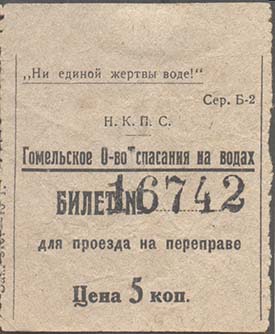 „Ни единой жертвы воде!“
Сер. Б-2
Н. К. П. С.
Гомельское О-во спасания на водах
БИЛЕТ № 16742
для проезда на переправе
Цена 5 коп.